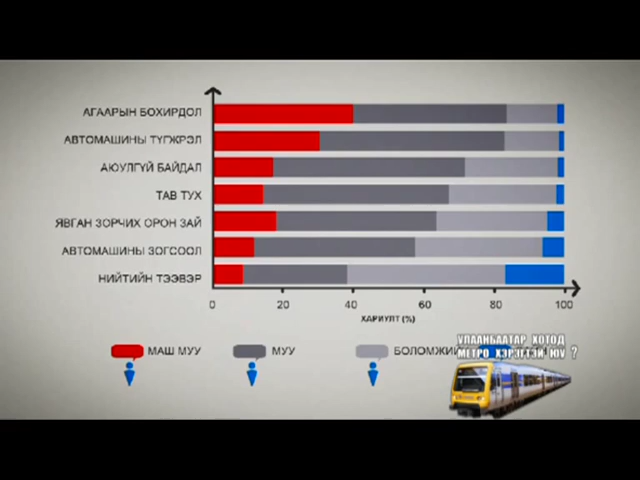 АГААРЫН БОХИРДОЛ
АВТОМАШИНЫ ТҮГЖРЭЛ
АЮУЛГҮЙ БАЙДАЛ
ТАВ ТУХ
ЯВГАН ЗОРЧИХ ОРОН ЗАЙ
АВТОМАШИНЫ ЗОГСООЛ
НИЙТИЙН ТЭЭВЭР
0 20 40 60 80 100
ХАРИУЛТ (%)
МАШ МУУ МУУ БОЛОМЖИЙ
УЛААНБААТАР ХОТОД
МЕТРО ХЭРЭГТЭЙ ЮУ ?